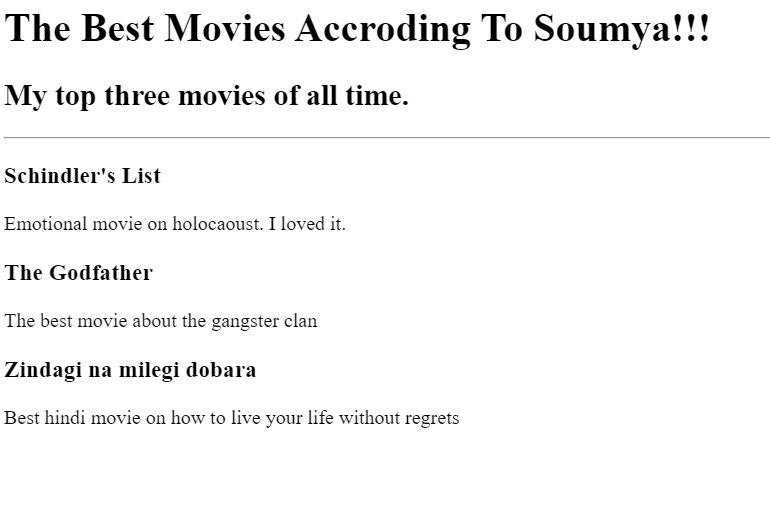 The Best Movies Accroding To Soumya!!!
My top three movies of all time.
Schindler's List
Emotional movie on holocaoust. I loved it.
The Godfather
The best movie about the gangster clan
Zindagi na milegi dobara
Best hindi movie on how to live your life without regrets